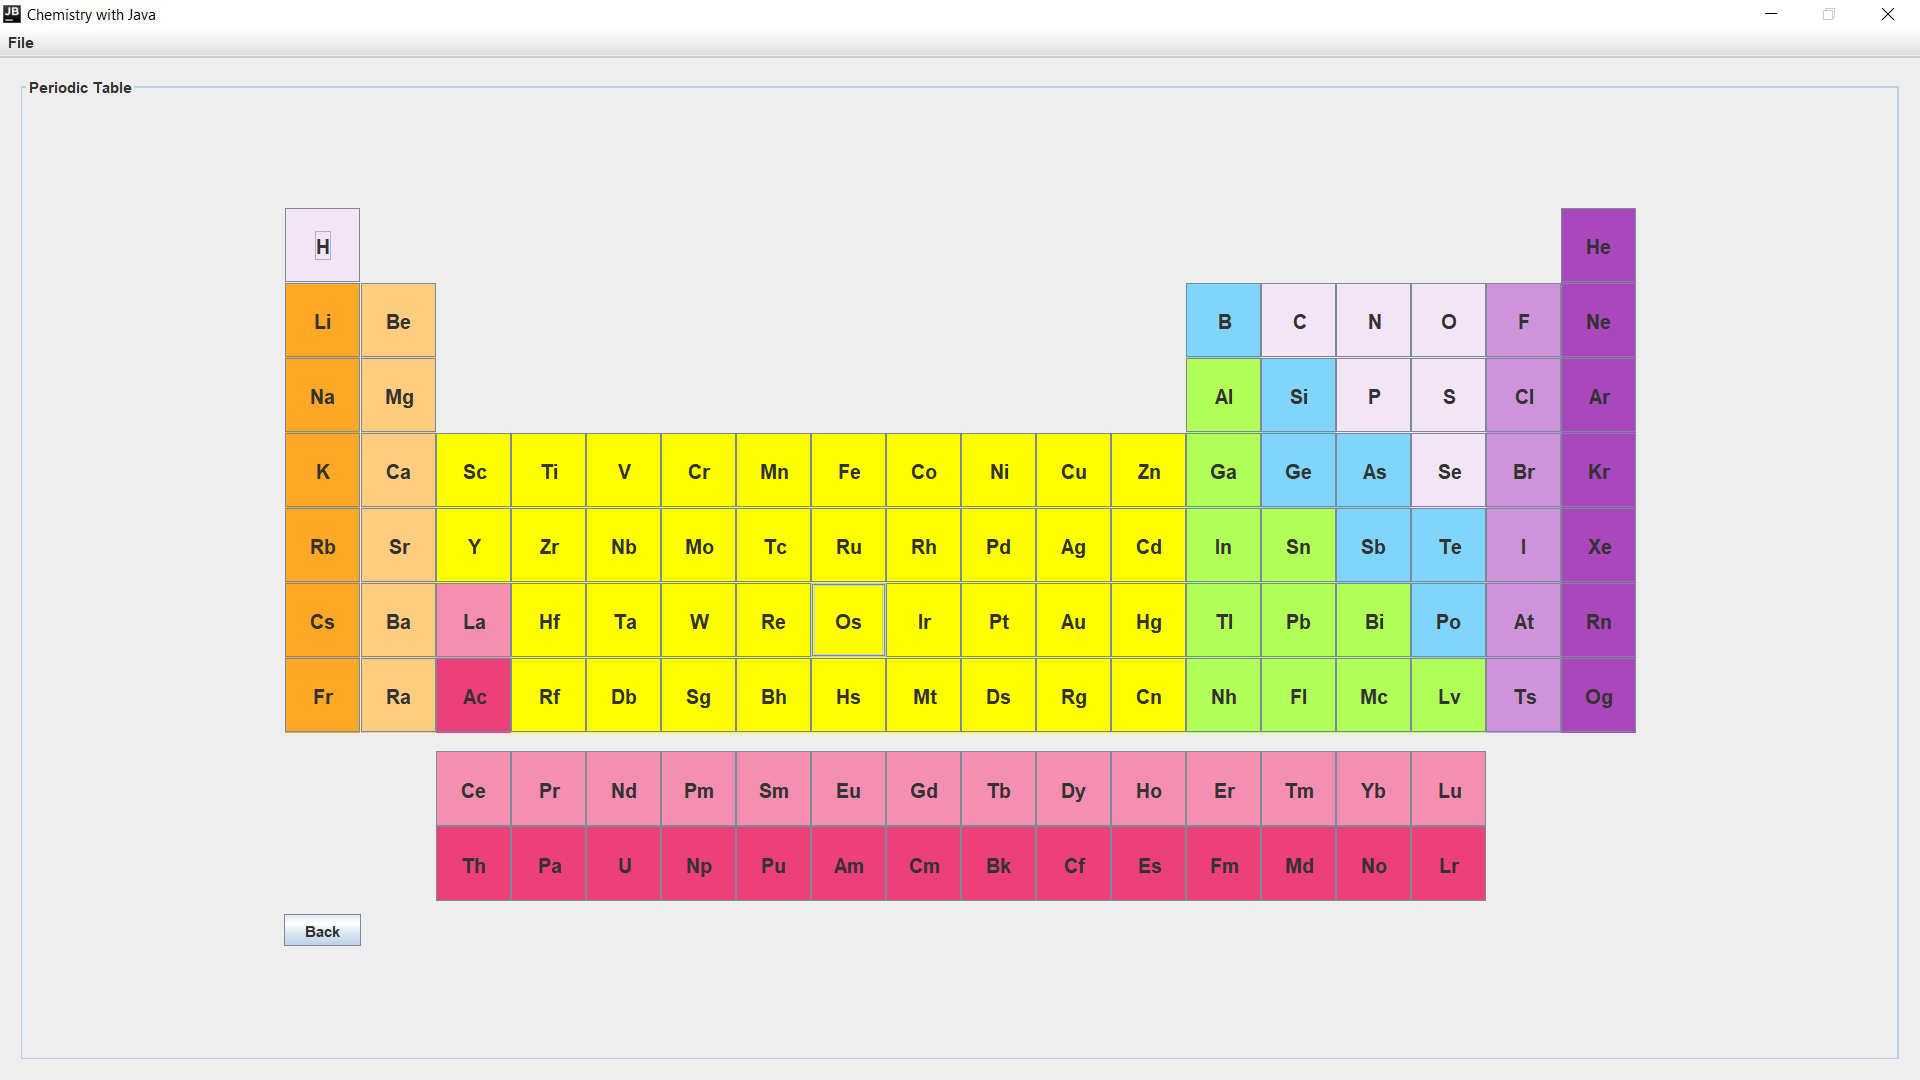 JB Chemistry with Java
File
Periodic Table
H He
Li Be B C N O F Ne
Na Mg Al Si P S Cl Ar
K Ca Sc Ti V Cr Mn Fe Co Ni Cu Zn Ga Ge As Se Br Kr
Rb Sr Y Zr Nb Mo Tc Ru Rh Pd Ag Cd In Sn Sb Te I Xe
Cs Ba La Hf Ta W Re Os Ir Pt Au Hg Tl Pb Bi Po At Rn
Fr Ra Ac Rf Db Sg Bh Hs Mt Ds Rg Cn Nh Fl Mc Lv Ts Og
Ce Pr Nd Pm Sm Eu Gd Tb Dy Ho Er Tm Yb Lu
Th Pa U Np Pu Am Cm Bk Cf Es Fm Md No Lr
Back